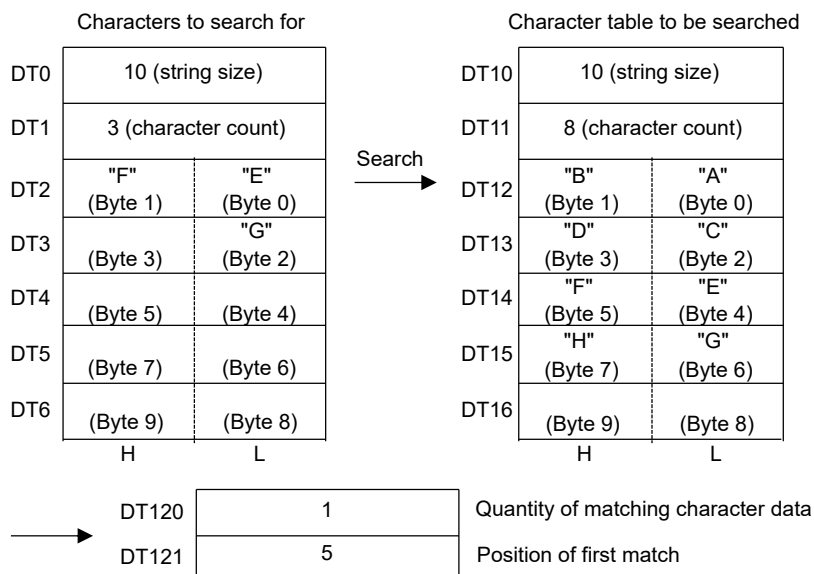 Characters to search for
Character table to be searched
DT0 10 (string size)
DT10 10 (string size)
DT1 3 (character count)
DT11 8 (character count)
Search
DT2 "F" (Byte 1) "E" (Byte 0)
DT12 "B" (Byte 1) "A" (Byte 0)
DT3 (Byte 3) "G" (Byte 2)
DT13 "D" (Byte 3) "C" (Byte 2)
DT4 (Byte 5) (Byte 4)
DT14 "F" (Byte 5) "E" (Byte 4)
DT5 (Byte 7) (Byte 6)
DT15 "H" (Byte 7) "G" (Byte 6)
DT6 (Byte 9) (Byte 8)
DT16 (Byte 9) (Byte 8)
H L
H L
DT120 1 Quantity of matching character data
DT121 5 Position of first match